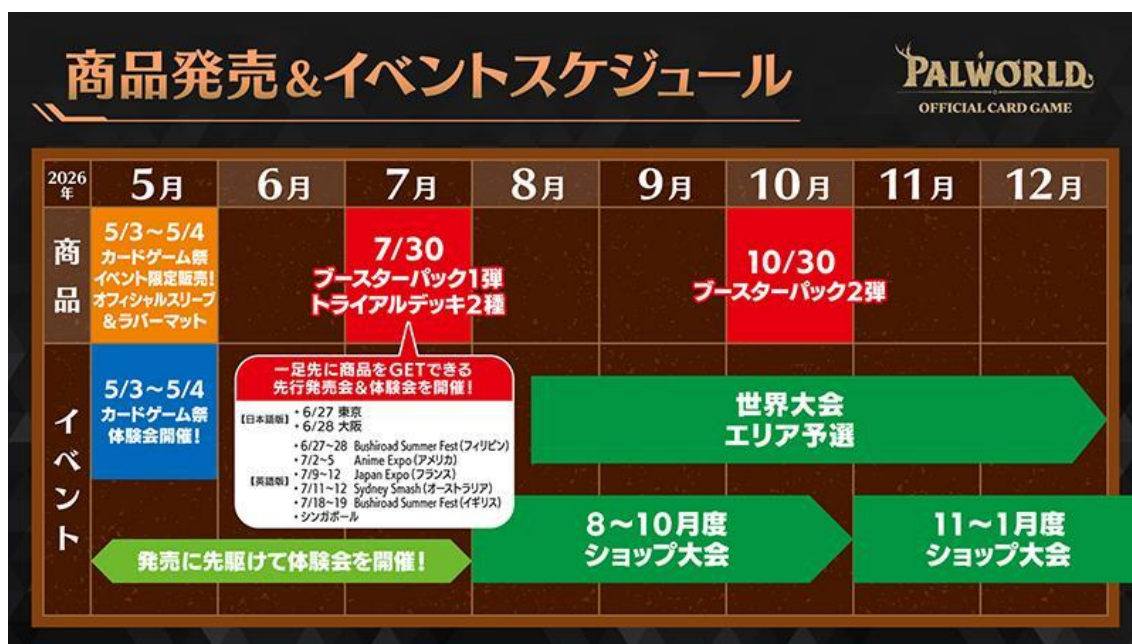 商品発売&イベントスケジュール
PALWORLD
OFFICIAL CARD GAME
2026年
5月
6月
7月
8月
9月
10月
11月
12月
商品
5/3～5/4
カードゲーム祭
イベント限定販売！
オフィシャルスリーブ
&ラバーマット
7/30
ブースターパック1弾
トライアルデッキ2種
10/30
ブースターパック2弾
イベント
5/3～5/4
カードゲーム祭
体験会開催！
一足先に商品をGETできる
先行発売会&体験会を開催！
【日本語版】
・6/27 東京
・6/28 大阪
【英語版】
・6/27~28 Bushiroad Summer Fest(フィリピン)
・7/2~5 Anime Expo(アメリカ)
・7/9~12 Japan Expo(フランス)
・7/11~12 Sydney Smash(オーストラリア)
・7/18~19 Bushiroad Summer Fest(イギリス)
・シンガポール
世界大会
エリア予選
発売に先駆けて体験会を開催！
8～10月度
ショップ大会
11～1月度
ショップ大会